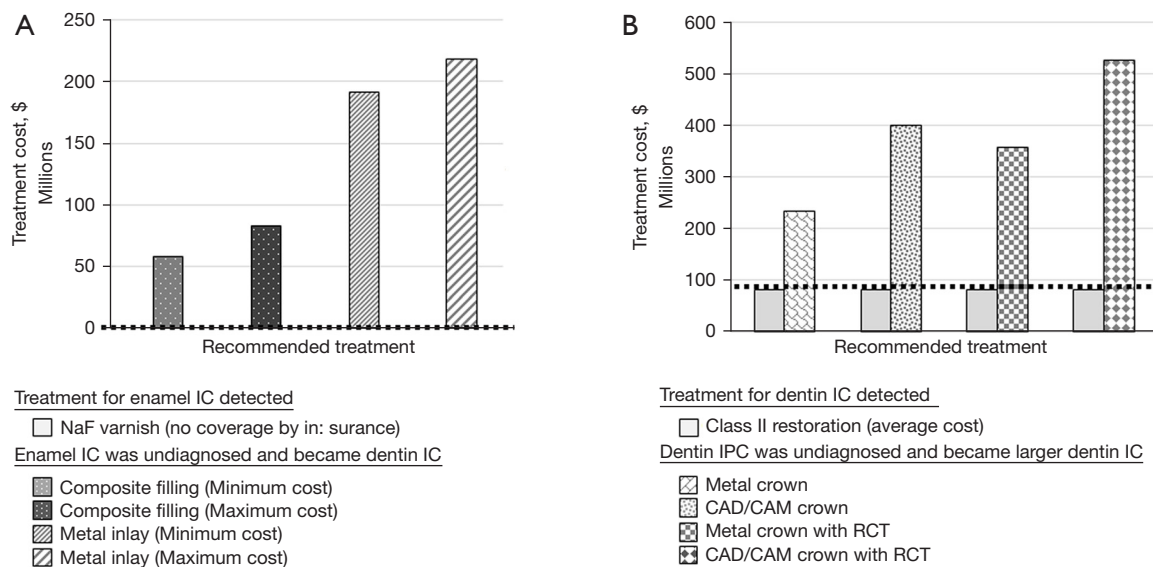 A
Treatment cost, $
Millions
250
200
150
100
50
0
Recommended treatment
Treatment for enamel IC detected
NaF varnish (no coverage by in: surance)
Enamel IC was undiagnosed and became dentin IC
Composite filling (Minimum cost)
Composite filling (Maximum cost)
Metal inlay (Minimum cost)
Metal inlay (Maximum cost)
B
Treatment cost, $
Millions
600
500
400
300
200
100
0
Recommended treatment
Treatment for dentin IC detected
Class II restoration (average cost)
Dentin IPC was undiagnosed and became larger dentin IC
Metal crown
CAD/CAM crown
Metal crown with RCT
CAD/CAM crown with RCT